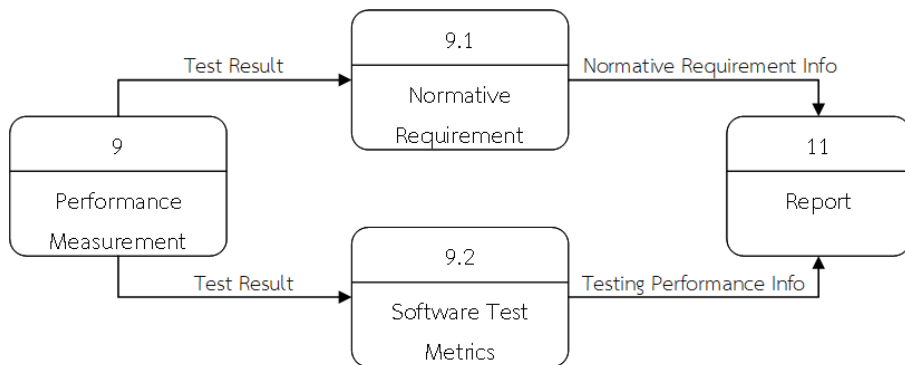 9.1
Test Result
Normative Requirement Info
Normative
Requirement
9
11
Performance
Measurement
Report
9.2
Test Result
Testing Performance Info
Software Test
Metrics